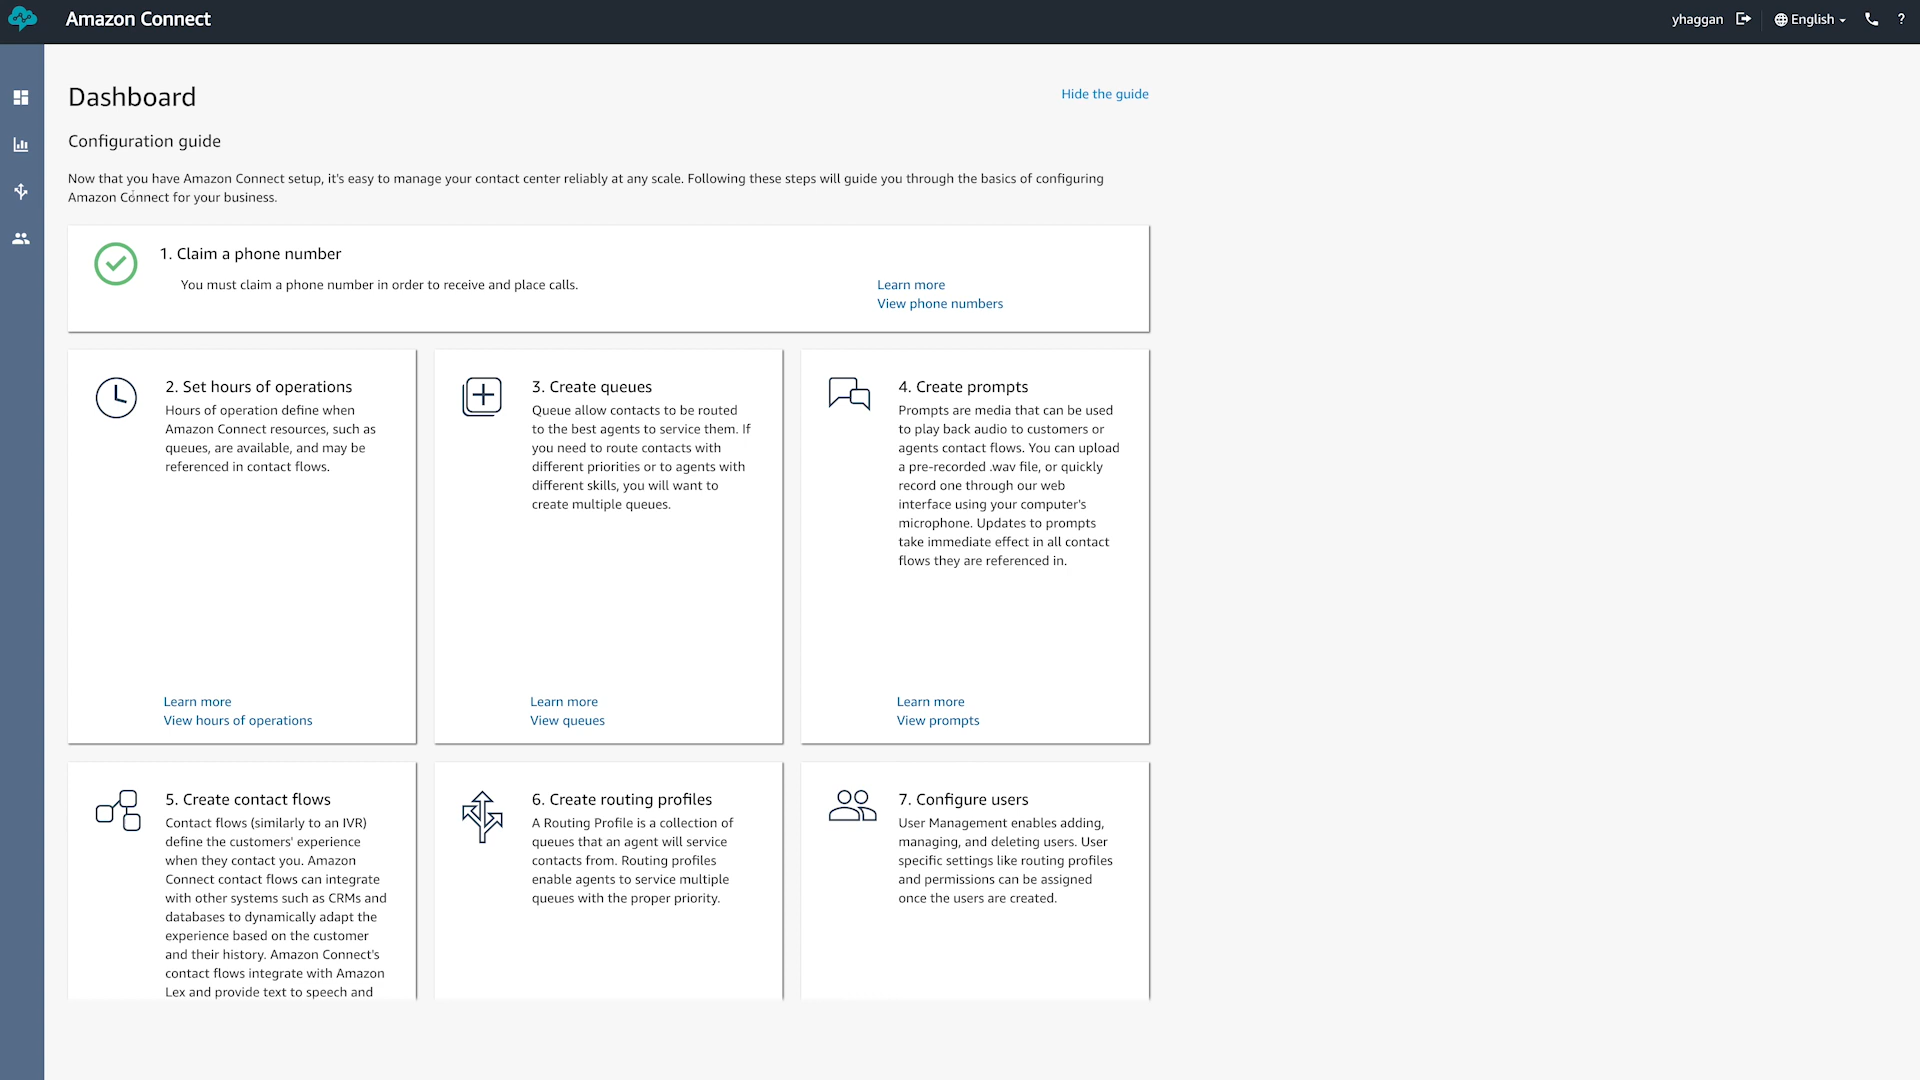 Amazon Connect
yhaggan
English
?
Dashboard
Hide the guide
Configuration guide
Now that you have Amazon Connect setup, it's easy to manage your contact center reliably at any scale. Following these steps will guide you through the basics of configuring
Amazon Connect for your business.
1. Claim a phone number
You must claim a phone number in order to receive and place calls.
Learn more
View phone numbers
2. Set hours of operations
Hours of operation define when
Amazon Connect resources, such as
queues, are available, and may be
referenced in contact flows.
Learn more
View hours of operations
3. Create queues
Queue allow contacts to be routed
to the best agents to service them. If
you need to route contacts with
different priorities or to agents with
different skills, you will want to
create multiple queues.
Learn more
View queues
4. Create prompts
Prompts are media that can be used
to play back audio to customers or
agents contact flows. You can upload
a pre-recorded .wav file, or quickly
record one through our web
interface using your computer's
microphone. Updates to prompts
take immediate effect in all contact
flows they are referenced in.
Learn more
View prompts
5. Create contact flows
Contact flows (similarly to an IVR)
define the customers' experience
when they contact you. Amazon
Connect contact flows can integrate
with other systems such as CRMs and
databases to dynamically adapt the
experience based on the customer
and their history. Amazon Connect's
contact flows integrate with Amazon
Lex and provide text to speech and
6. Create routing profiles
A Routing Profile is a collection of
queues that an agent will service
contacts from. Routing profiles
enable agents to service multiple
queues with the proper priority.
7. Configure users
User Management enables adding,
managing, and deleting users. User
specific settings like routing profiles
and permissions can be assigned
once the users are created.